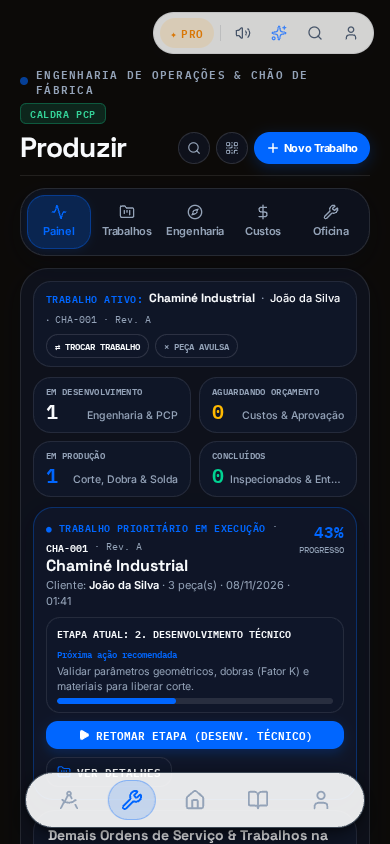 ✦ PRO
ENGENHARIA DE OPERAÇÕES & CHÃO DE
FÁBRICA
CALDRA PCP
Produzir
+ Novo Trabalho
Painel
Trabalhos
Engenharia
Custos
Oficina
TRABALHO ATIVO: Chaminé Industrial · João da Silva
· CHA-001 · Rev. A
⇄ TROCAR TRABALHO
× PEÇA AVULSA
EM DESENVOLVIMENTO
1 Engenharia & PCP
AGUARDANDO ORÇAMENTO
0 Custos & Aprovação
EM PRODUÇÃO
1 Corte, Dobra & Solda
CONCLUÍDOS
0 Inspecionados & Ent...
● TRABALHO PRIORITÁRIO EM EXECUÇÃO ·
CHA-001 · Rev. A
43%
PROGRESSO
Chaminé Industrial
Cliente: João da Silva · 3 peça(s) · 08/11/2026 ·
01:41
ETAPA ATUAL: 2. DESENVOLVIMENTO TÉCNICO
Próxima ação recomendada
Validar parâmetros geométricos, dobras (Fator K) e
materiais para liberar corte.
▶ RETOMAR ETAPA (DESENV. TÉCNICO)
VER DETALHES
Demais Ordens de Serviço & Trabalhos na